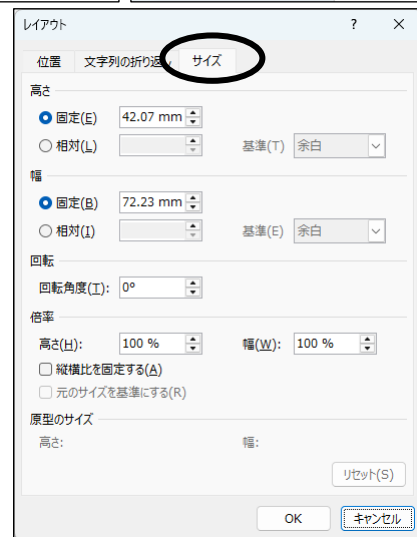 レイアウト ? ×
位置 文字列の折り返し サイズ
高さ
固定(E) 42.07 mm
相対(L) 基準(T) 余白
幅
固定(B) 72.23 mm
相対(I) 基準(E) 余白
回転
回転角度(T): 0°
倍率
高さ(H): 100 % 幅(W): 100 %
縦横比を固定する(A)
元のサイズを基準にする(R)
原型のサイズ
高さ: 幅:
リセット(S)
OK キャンセル